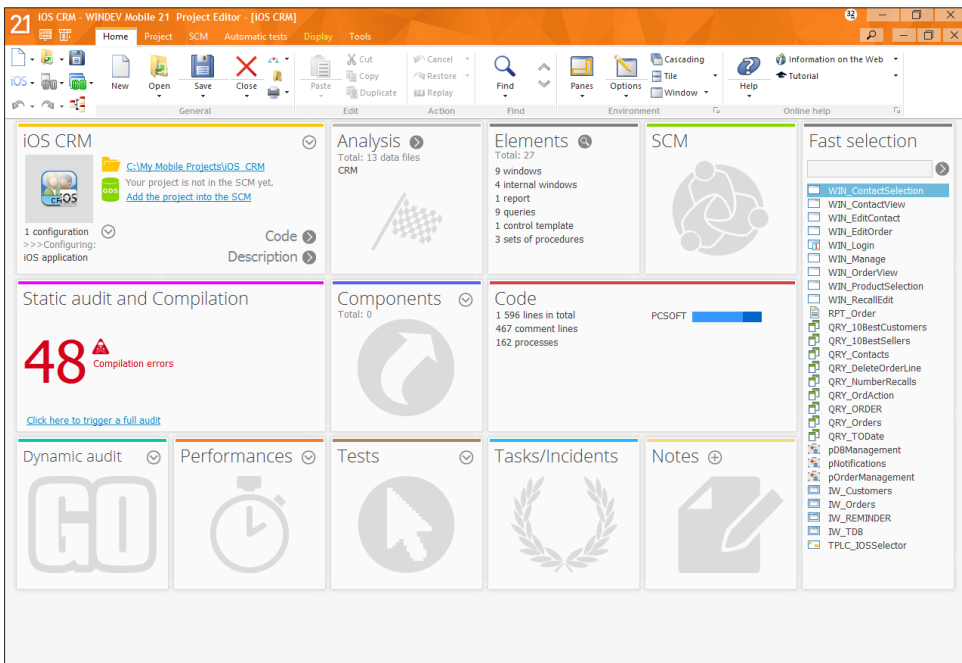 21 iOS CRM - WINDEV Mobile 21 Project Editor - [iOS CRM]
32
Home Project SCM Automatic tests Display Tools
iOS
New Open Save Close
General
Paste
Cut
Copy
Duplicate
Edit
Cancel
Restore
Replay
Action
Find
Find
Panes Options
Cascading
Tile
Window
Environment
Help
Information on the Web
Tutorial
Online help
iOS CRM
CRiOS
C:\My Mobile Projects\iOS CRM
GDS
Your project is not in the SCM yet.
Add the project into the SCM
1 configuration
>>>Configuring:
iOS application
Code
Description
Analysis
Total: 13 data files
CRM
Elements
Total: 27
9 windows
4 internal windows
1 report
9 queries
1 control template
3 sets of procedures
SCM
Fast selection
WIN_ContactSelection
WIN_ContactView
WIN_EditContact
WIN_EditOrder
WIN_Login
WIN_Manage
WIN_OrderView
WIN_ProductSelection
WIN_RecallEdit
RPT_Order
QRY_10BestCustomers
QRY_10BestSellers
QRY_Contacts
QRY_DeleteOrderLine
QRY_NumberRecalls
QRY_OrdAction
QRY_ORDER
QRY_Orders
QRY_TODate
pDBManagement
pNotifications
pOrderManagement
IW_Customers
IW_Orders
IW_REMINDER
IW_TDB
TPLC_IOSSelector
Static audit and Compilation
48
Compilation errors
Click here to trigger a full audit
Components
Total: 0
Code
1 596 lines in total
467 comment lines
162 processes
PCSOFT
Dynamic audit
GO
Performances
Tests
Tasks/Incidents
Notes